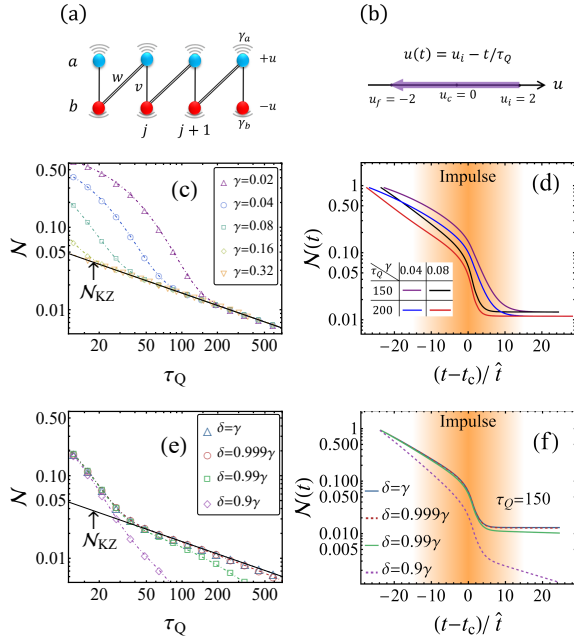 (a)
γa
a
+u
w
v
b
−u
j
j + 1
γb
(b)
u(t) = ui − t/τQ
u
uf = −2
uc = 0
ui = 2
(c)
0.50
0.10
0.05
0.01
𝒩
γ=0.02
γ=0.04
γ=0.08
γ=0.16
γ=0.32
𝒩KZ
20
50
100
200
500
τQ
(d)
Impulse
0.50
0.10
0.05
0.01
𝒩(t)
τQ γ 0.04 0.08
150
200
−20
−10
0
10
20
(t−tc)/ t̂
(e)
0.50
0.10
0.05
0.01
𝒩
δ=γ
δ=0.999γ
δ=0.99γ
δ=0.9γ
𝒩KZ
20
50
100
200
500
τQ
(f)
Impulse
1
0.500
0.100
0.050
0.010
0.005
𝒩(t)
δ=γ
δ=0.999γ
δ=0.99γ
δ=0.9γ
τQ=150
−20
−10
0
10
20
(t−tc)/ t̂